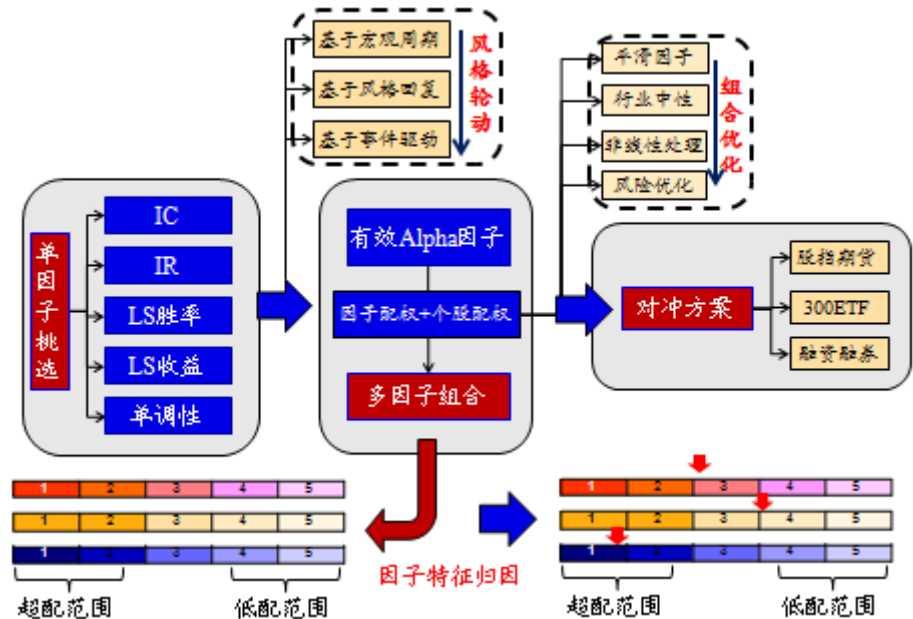 基于宏观周期
基于风格回复
基于事件驱动
风格轮动
平滑因子
行业中性
非线性处理
风险优化
组合优化
单因子挑选
IC
IR
LS胜率
LS收益
单调性
有效Alpha因子
因子配权+个股配权
多因子组合
对冲方案
股指期货
300ETF
融资融券
1 2 3 4 5
1 2 3 4 5
1 2 3 4 5
超配范围
低配范围
因子特征归因
1 2 3 4 5
1 2 3 4 5
1 2 3 4 5
超配范围
低配范围